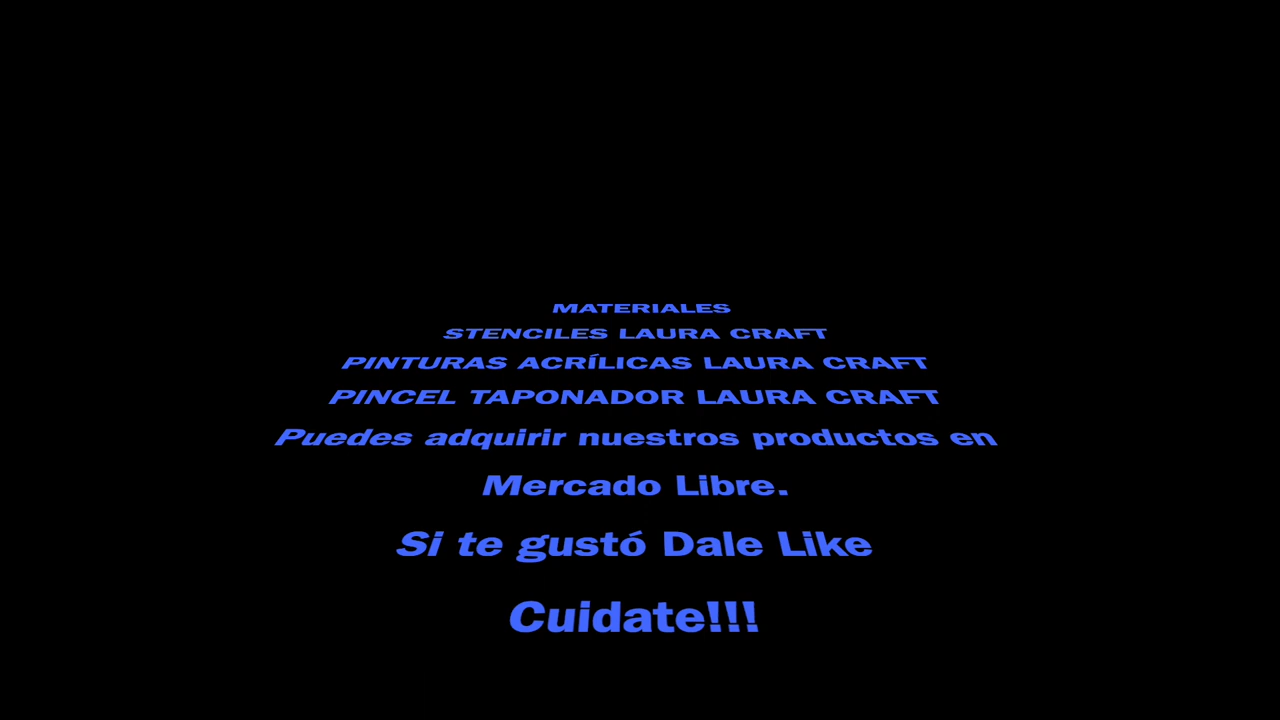 MATERIALES
STENCILES LAURA CRAFT
PINTURAS ACRÍLICAS LAURA CRAFT
PINCEL TAPONADOR LAURA CRAFT
Puedes adquirir nuestros productos en
Mercado Libre.
Si te gustó Dale Like
Cuidate!!!